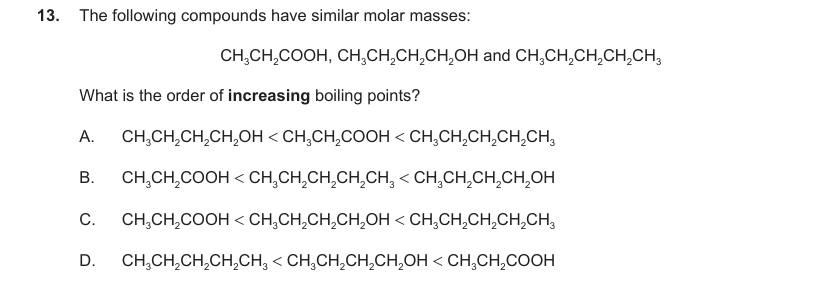 13. The following compounds have similar molar masses:
CH₃CH₂COOH, CH₃CH₂CH₂CH₂OH and CH₃CH₂CH₂CH₂CH₃
What is the order of increasing boiling points?
A. CH₃CH₂CH₂CH₂OH < CH₃CH₂COOH < CH₃CH₂CH₂CH₂CH₃
B. CH₃CH₂COOH < CH₃CH₂CH₂CH₂CH₃ < CH₃CH₂CH₂CH₂OH
C. CH₃CH₂COOH < CH₃CH₂CH₂CH₂OH < CH₃CH₂CH₂CH₂CH₃
D. CH₃CH₂CH₂CH₂CH₃ < CH₃CH₂CH₂CH₂OH < CH₃CH₂COOH